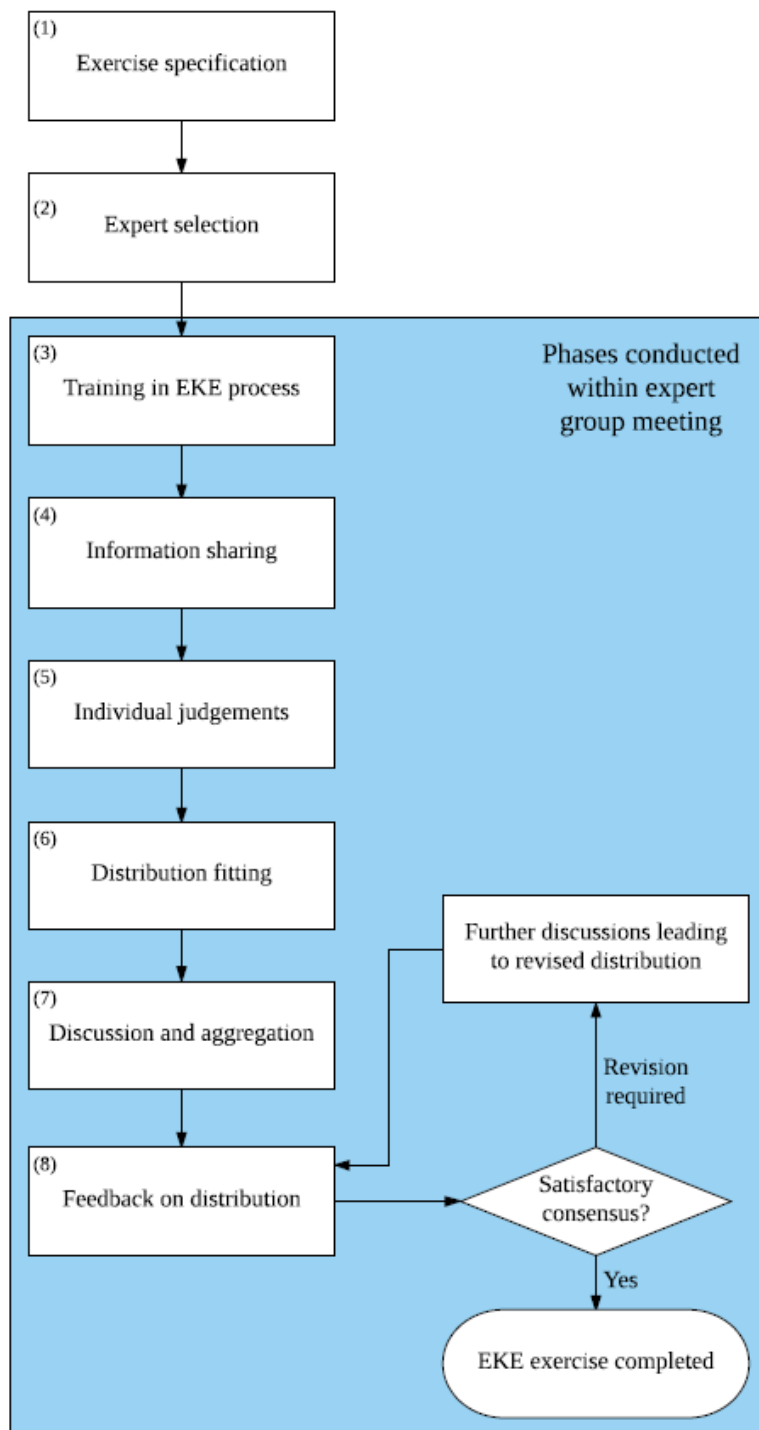 (1)
Exercise specification
(2)
Expert selection
Phases conducted
within expert
group meeting
(3)
Training in EKE process
(4)
Information sharing
(5)
Individual judgements
(6)
Distribution fitting
Further discussions leading
to revised distribution
(7)
Discussion and aggregation
Revision
required
(8)
Feedback on distribution
Satisfactory
consensus?
Yes
EKE exercise completed